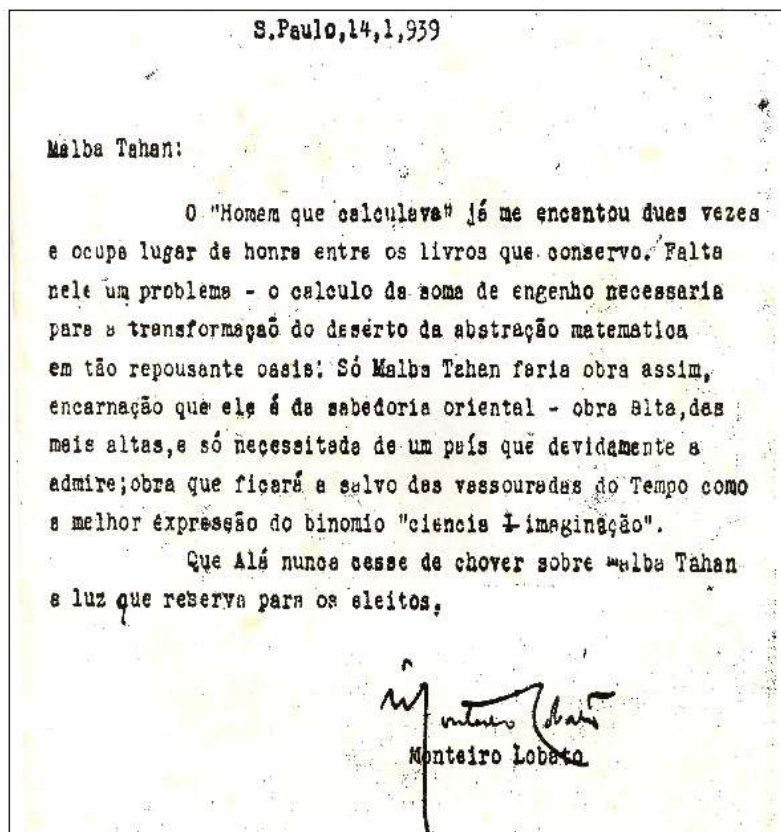 S.Paulo,14,1,939
Malba Tahan:
O "Homem que calculava" já me encantou duas vezes
e ocupa lugar de honra entre os livros que conservo. Falta
nele um problema - o calculo da soma de engenho necessaria
para a transformaçaõ do deserto da abstração matematica
em tão repousante oasis. Só Malba Tahan faria obra assim,
encarnação que ele é da sabedoria oriental - obra alta,das
mais altas,e só necessitada de um país que devidamente a
admire;obra que ficará a salvo das vassouradas do Tempo como
a melhor expressão do binomio "ciencia + imaginação".
Que Alá nunca cesse de chover sobre Malba Tahan
a luz que reserva para os eleitos.
Monteiro Lobato
Monteiro Lobato